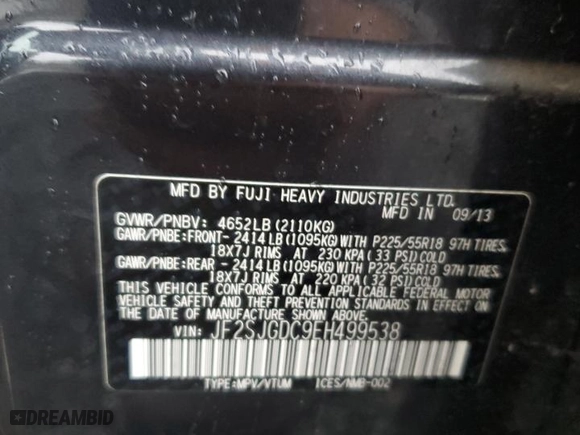 MFD BY FUJI HEAVY INDUSTRIES LTD.
MFD IN 09/13
GVWR/PNBV: 4652LB (2110KG)
GAWR/PNBE:FRONT- 2414LB(1095KG)WITH P225/55R18 97H TIRES,
18X7J RIMS AT 230 KPA ( 33 PSI)COLD
GAWR/PNBE:REAR - 2414LB(1095KG)WITH P225/55R18 97H TIRES,
18X7J RIMS AT 220 KPA ( 32 PSI)COLD
THIS VEHICLE CONFORMS TO ALL APPLICABLE FEDERAL MOTOR
VEHICLE SAFETY AND THEFT PREVENTION STANDARDS IN EFFECT ON
THE DATE OF MANUFACTURE SHOWN ABOVE.
VIN: JF2SJGDC9EH499538
TYPE:MPV/VTUM ICES/NMB-002
DREAMBID